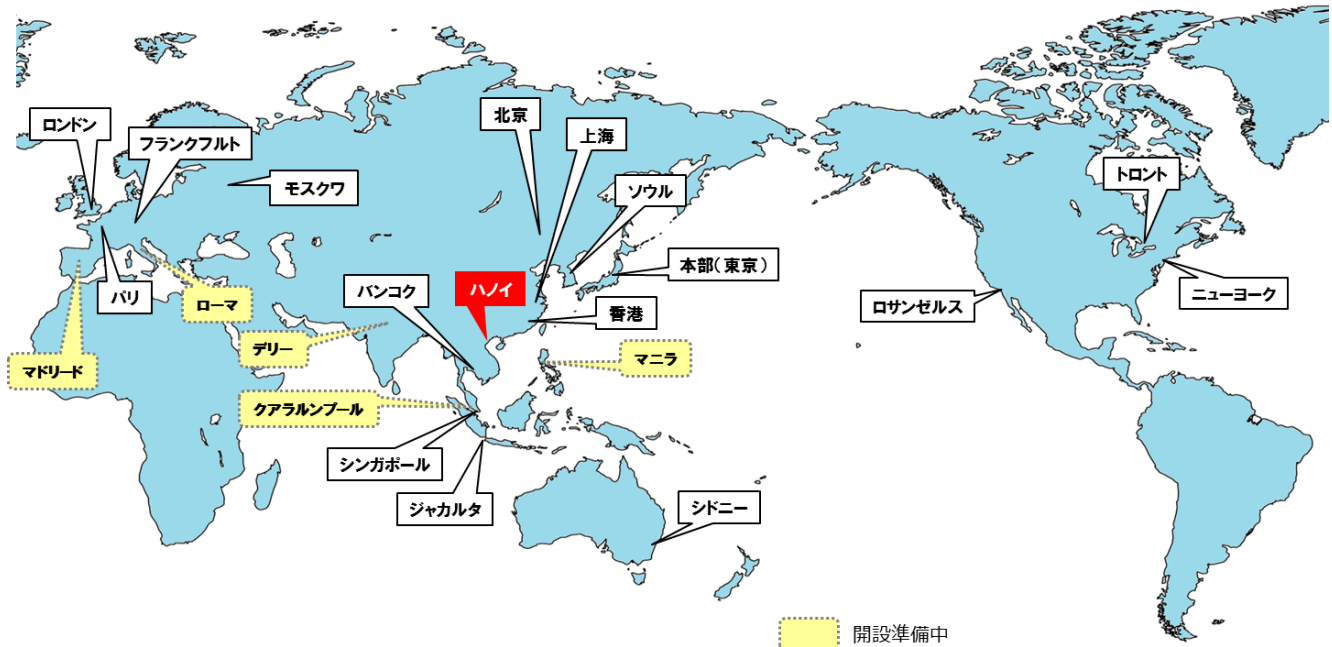 ロンドン
フランクフルト
モスクワ
北京
上海
ソウル
トロント
本部（東京）
パリ
ローマ
バンコク
ハノイ
香港
ロサンゼルス
ニューヨーク
マドリード
デリー
マニラ
クアラルンプール
シンガポール
ジャカルタ
シドニー
開設準備中